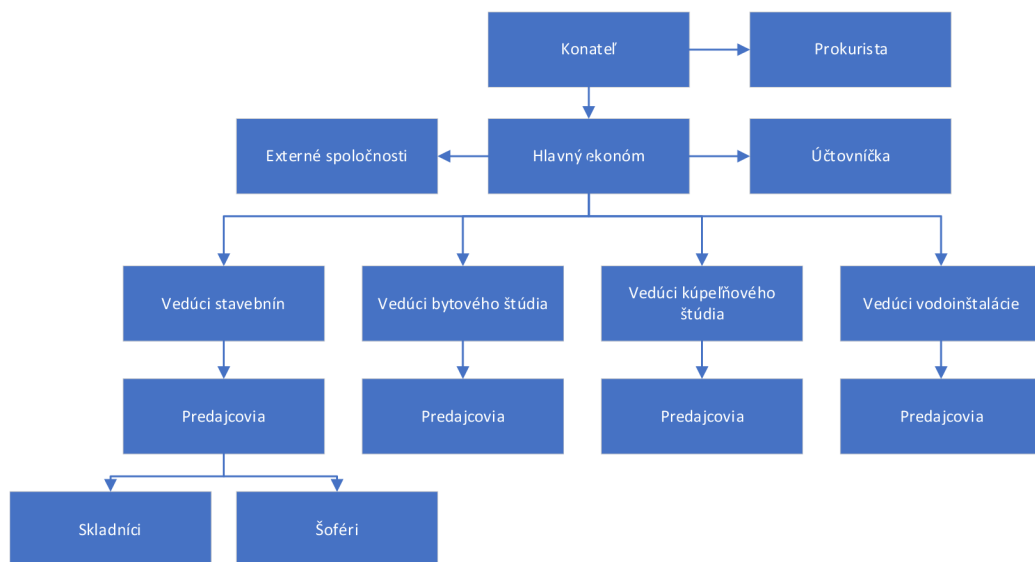 Konateľ
Prokurista
Externé spoločnosti
Hlavný ekonóm
Účtovníčka
Vedúci stavebnín
Vedúci bytového štúdia
Vedúci kúpeľňového
štúdia
Vedúci vodoinštalácie
Predajcovia
Predajcovia
Predajcovia
Predajcovia
Skladníci
Šoféri